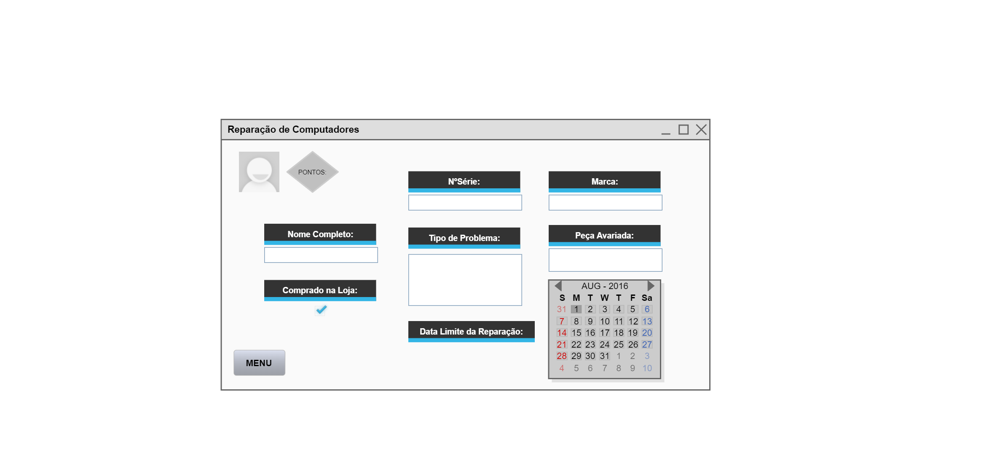 Reparação de Computadores
PONTOS:
NºSérie:
Marca:
Nome Completo:
Tipo de Problema:
Peça Avariada:
Comprado na Loja:
Data Limite da Reparação:
AUG - 2016
S M T W T F Sa
31 1 2 3 4 5 6
7 8 9 10 11 12 13
14 15 16 17 18 19 20
21 22 23 24 25 26 27
28 29 30 31 1 2 3
4 5 6 7 8 9 10
MENU